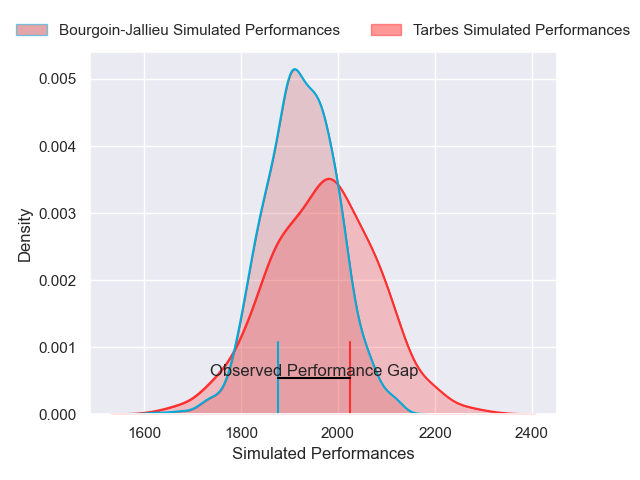 Bourgoin-Jallieu Simulated Performances
Tarbes Simulated Performances
0.005
0.004
0.003
0.002
0.001
0.000
Density
Observed Performance Gap
1600
1800
2000
2200
2400
Simulated Performances